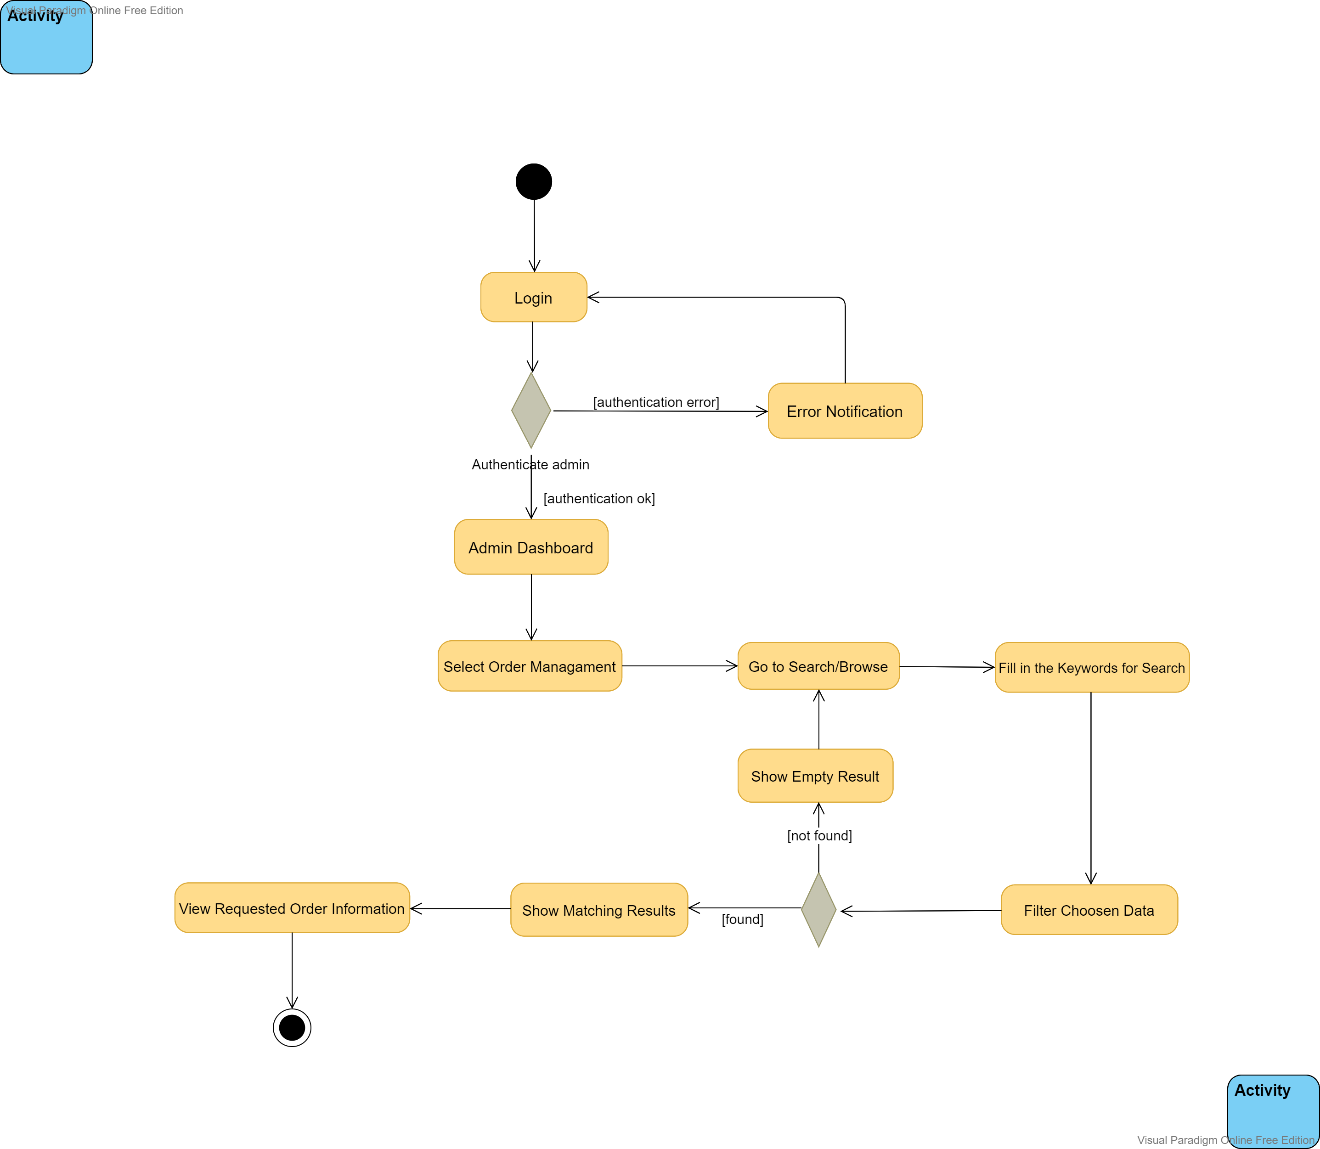 Visual Paradigm Online Free Edition
Activity
Login
[authentication error]
Error Notification
Authenticate admin
[authentication ok]
Admin Dashboard
Select Order Managament
Go to Search/Browse
Fill in the Keywords for Search
Show Empty Result
[not found]
View Requested Order Information
Show Matching Results
[found]
Filter Choosen Data
Activity
Visual Paradigm Online Free Edition